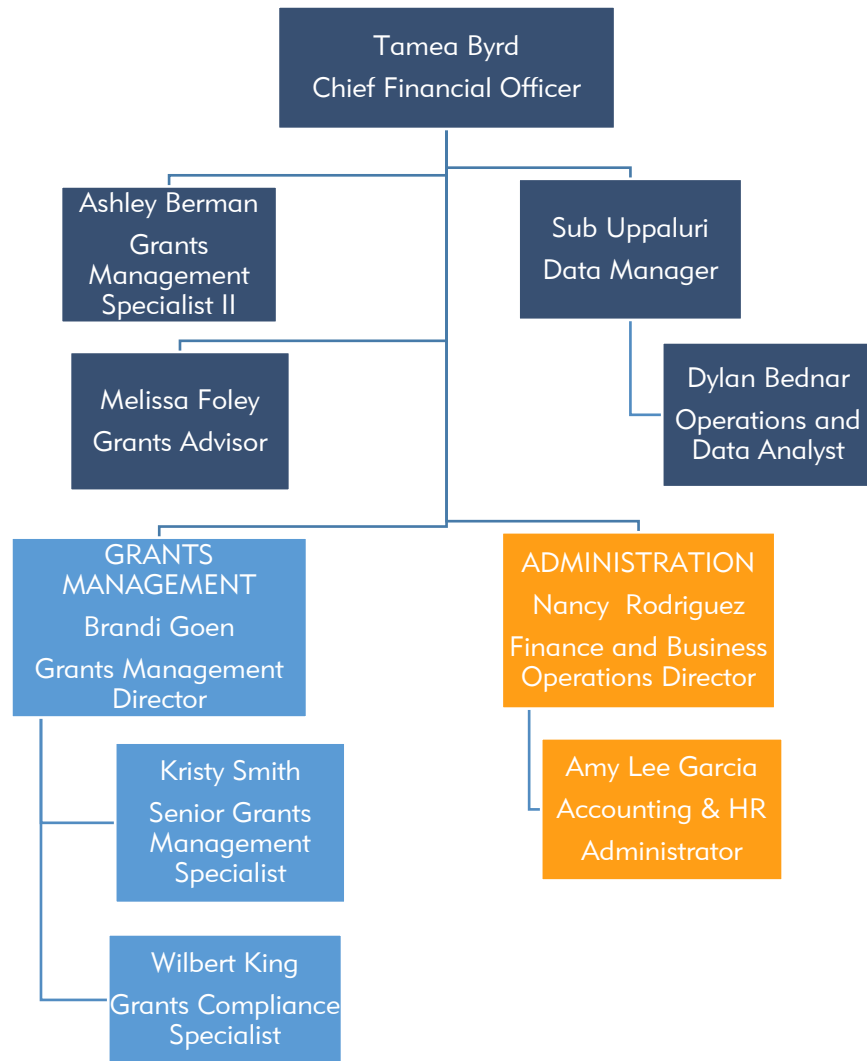 Tamea Byrd
Chief Financial Officer
Ashley Berman
Grants
Management
Specialist II
Sub Uppaluri
Data Manager
Melissa Foley
Grants Advisor
Dylan Bednar
Operations and
Data Analyst
GRANTS
MANAGEMENT
Brandi Goen
Grants Management
Director
Kristy Smith
Senior Grants
Management
Specialist
Wilbert King
Grants Compliance
Specialist
ADMINISTRATION
Nancy  Rodriguez
Finance and Business
Operations Director
Amy Lee Garcia
Accounting & HR
Administrator